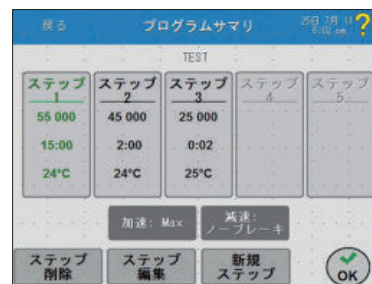 戻る
プログラムサマリ
25日 7月 11
6:02 pm
?
TEST
ステップ
1
55 000
15:00
24°C
ステップ
2
45 000
2:00
24°C
ステップ
3
25 000
0:02
25°C
ステップ
4
ステップ
5
加速: Max
減速:
ノーブレーキ
ステップ
削除
ステップ
編集
新規
ステップ
OK